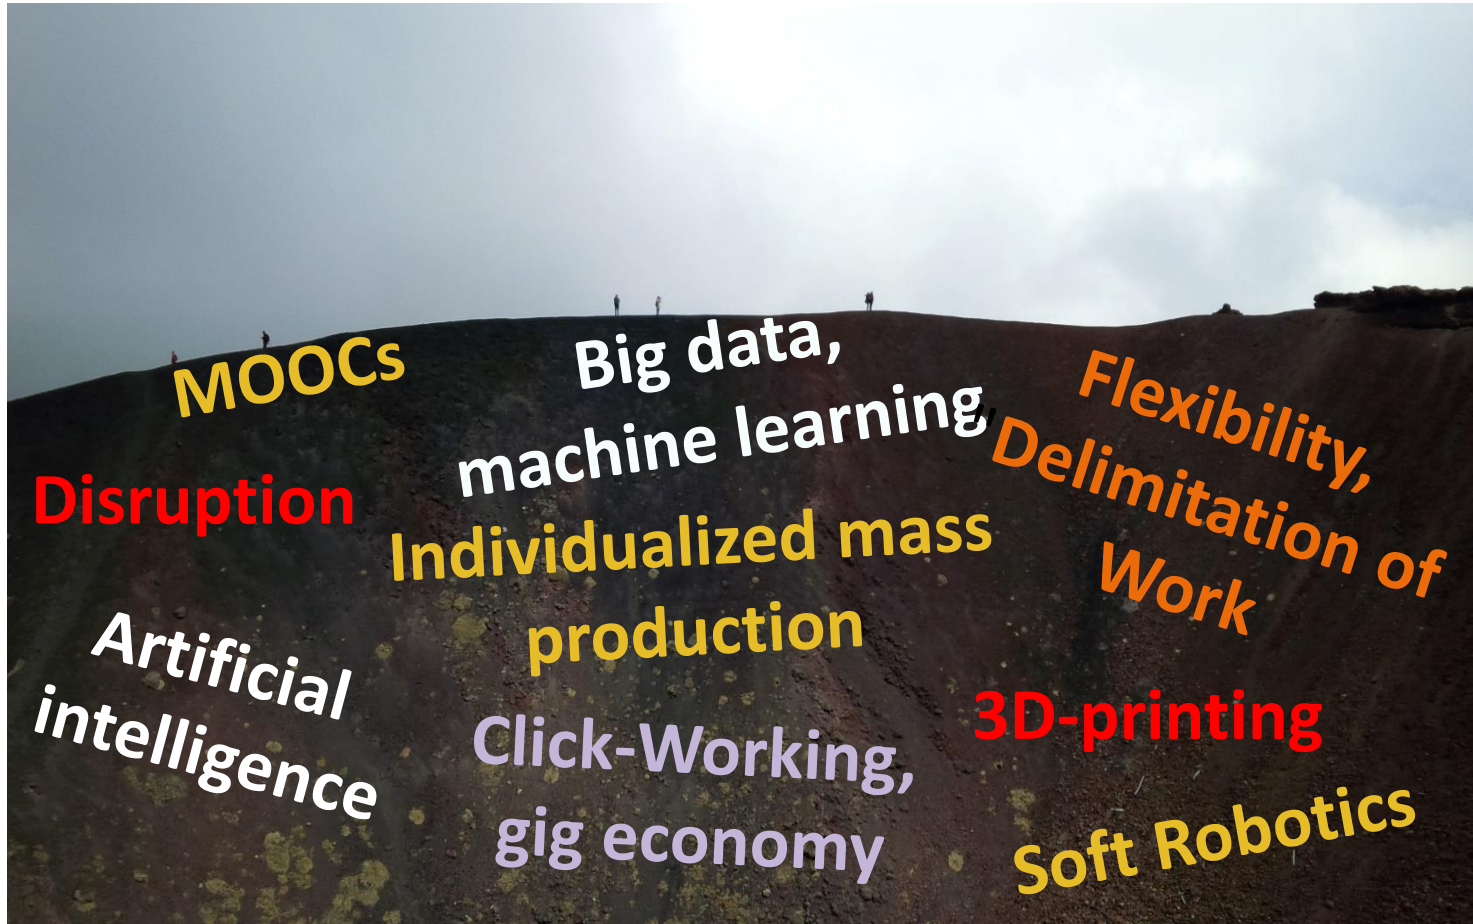 MOOCs
Big data,
machine learning
Flexibility,
"Delimitation of
Work
Disruption
Individualized mass
production
Artificial
intelligence
3D-printing
Click-Working,
gig economy
Soft Robotics